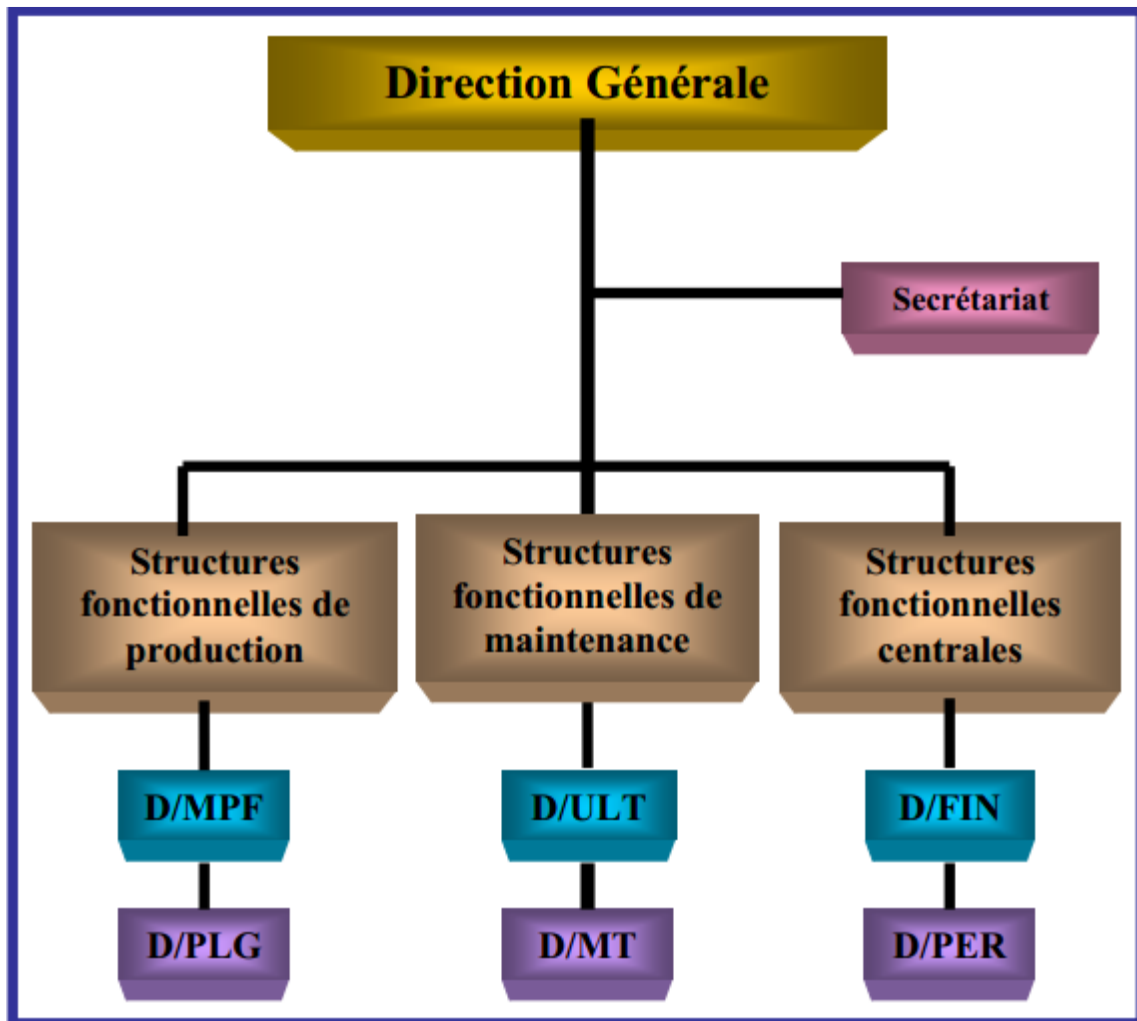 Direction Générale
Secrétariat
Structures
fonctionnelles de
production
Structures
fonctionnelles de
maintenance
Structures
fonctionnelles
centrales
D/MPF
D/ULT
D/FIN
D/PLG
D/MT
D/PER